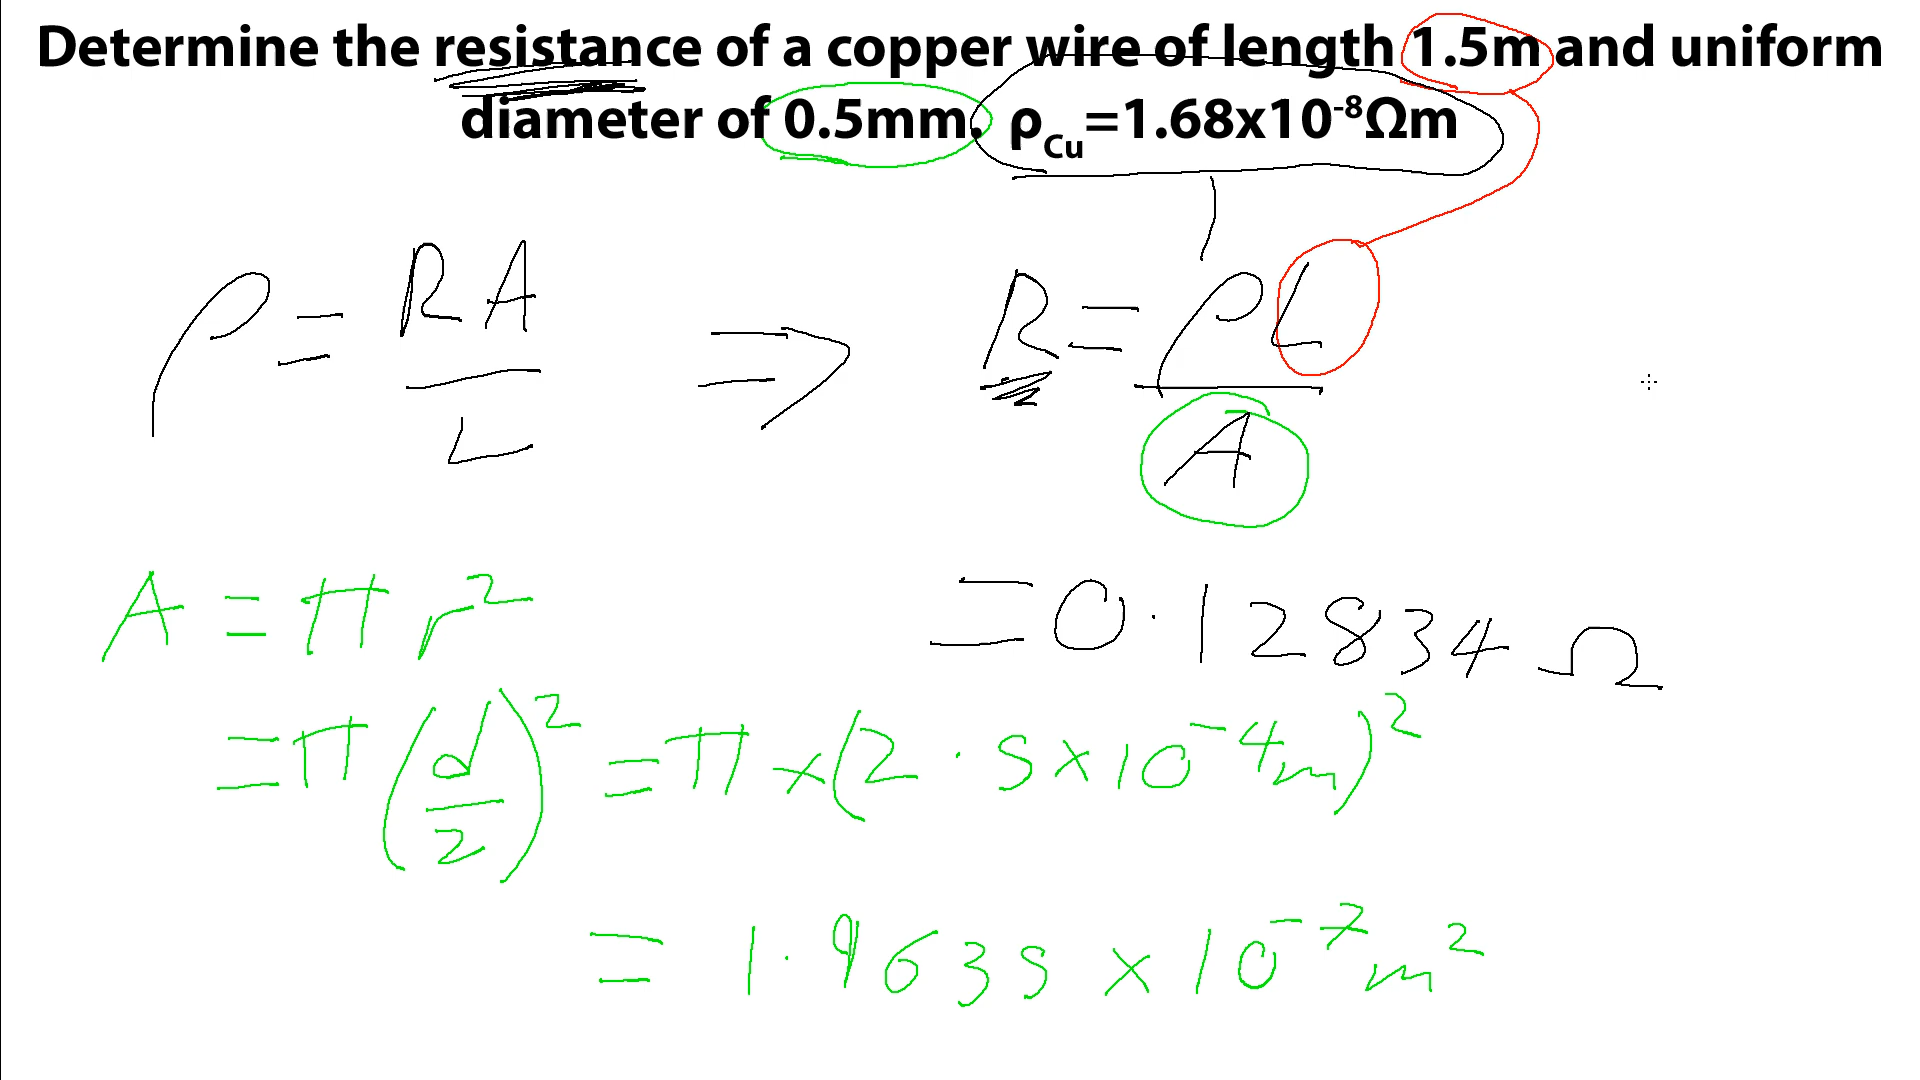 Determine the resistance of a copper wire of length 1.5m and uniform
diameter of 0.5mm. ρCu=1.68x10-8Ωm
ρ = RA/L ⇒ R = ρL/A
A = πr²
= 0.12834 Ω
= π(d/2)² = π×(2.5×10⁻⁴m)²
= 1.9635 × 10⁻⁷m²